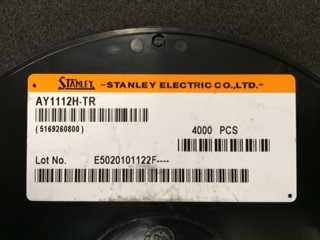 STANLEY -STANLEY ELECTRIC CO.,LTD.-
AY1112H-TR
(5169260800) 4000 PCS
Lot No. E5020101122F----